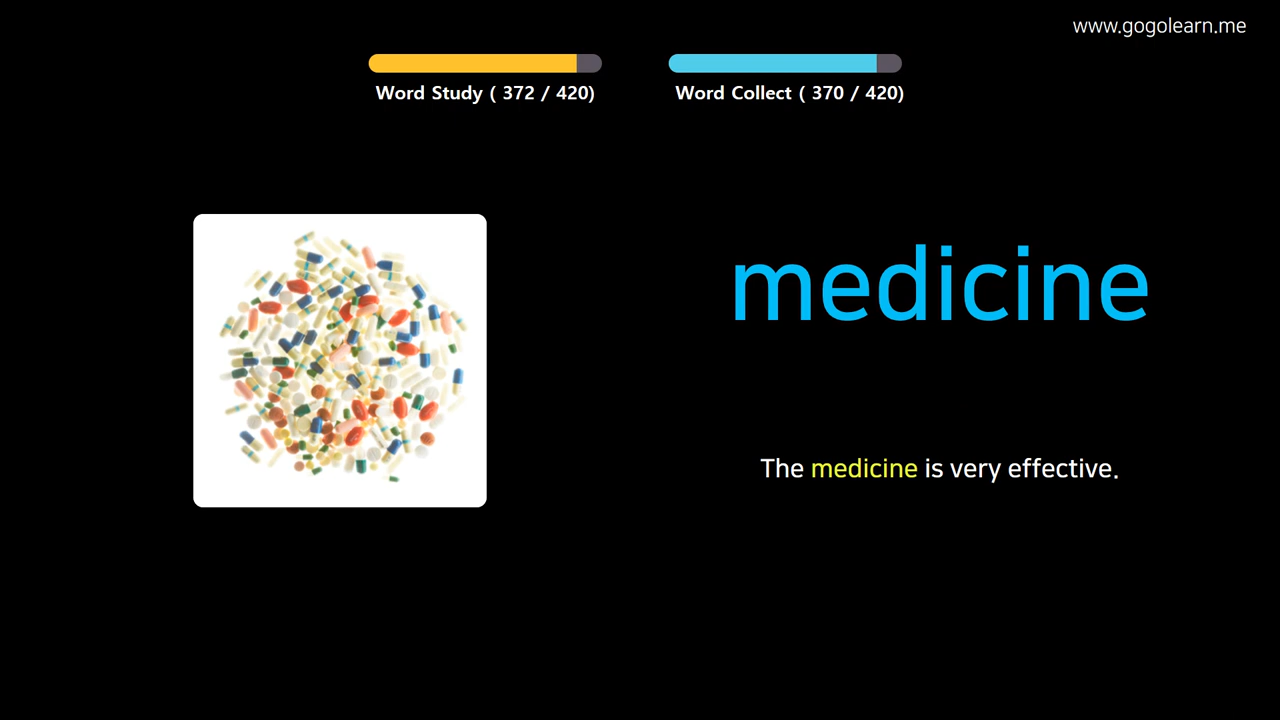 www.gogolearn.me
Word Study ( 372 / 420)
Word Collect ( 370 / 420)
medicine
The medicine is very effective.